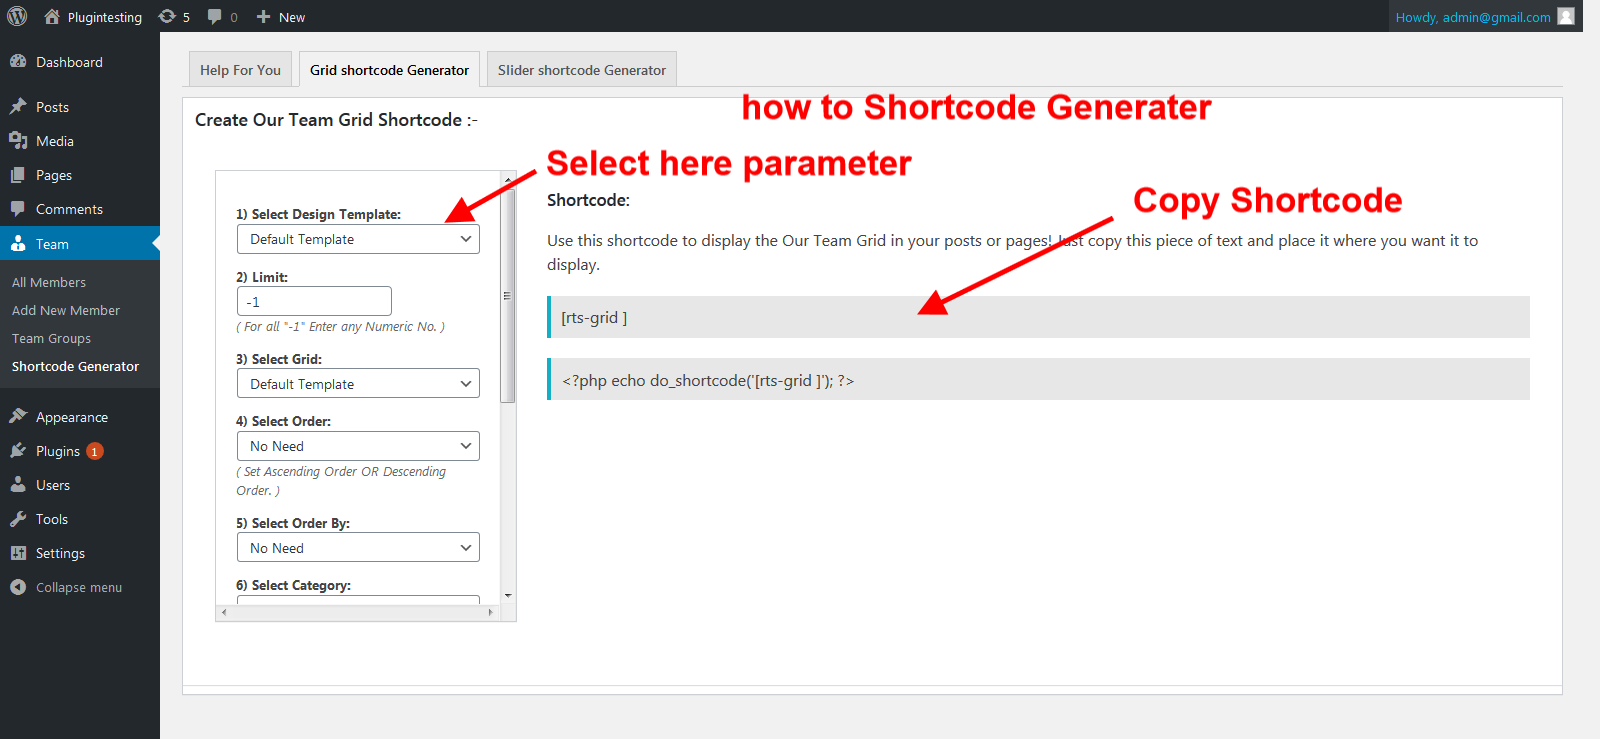 Plugintesting 5 0 New Howdy, admin@gmail.com
Dashboard
Posts
Media
Pages
Comments
Team
All Members
Add New Member
Team Groups
Shortcode Generator
Appearance
Plugins 1
Users
Tools
Settings
Collapse menu
Help For You Grid shortcode Generator Slider shortcode Generator
how to Shortcode Generater
Create Our Team Grid Shortcode :-
Select here parameter
Copy Shortcode
1) Select Design Template:
Default Template
2) Limit:
-1
( For all "-1" Enter any Numeric No. )
3) Select Grid:
Default Template
4) Select Order:
No Need
( Set Ascending Order OR Descending
Order. )
5) Select Order By:
No Need
6) Select Category:
Shortcode:
Use this shortcode to display the Our Team Grid in your posts or pages! Just copy this piece of text and place it where you want it to
display.
[rts-grid ]
<?php echo do_shortcode('[rts-grid ]'); ?>